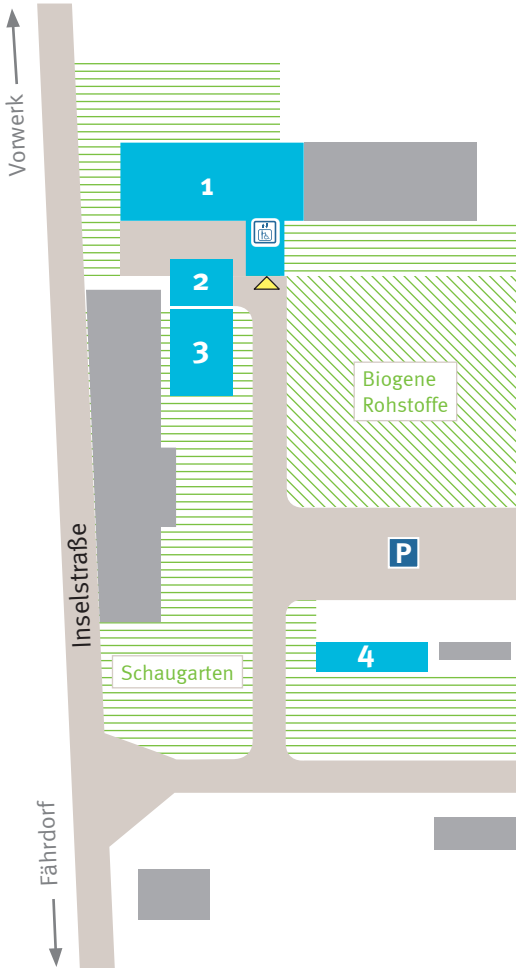 Vorwerk
1
2
3
Biogene
Rohstoffe
Inselstraße
P
4
Schaugarten
Fährdorf